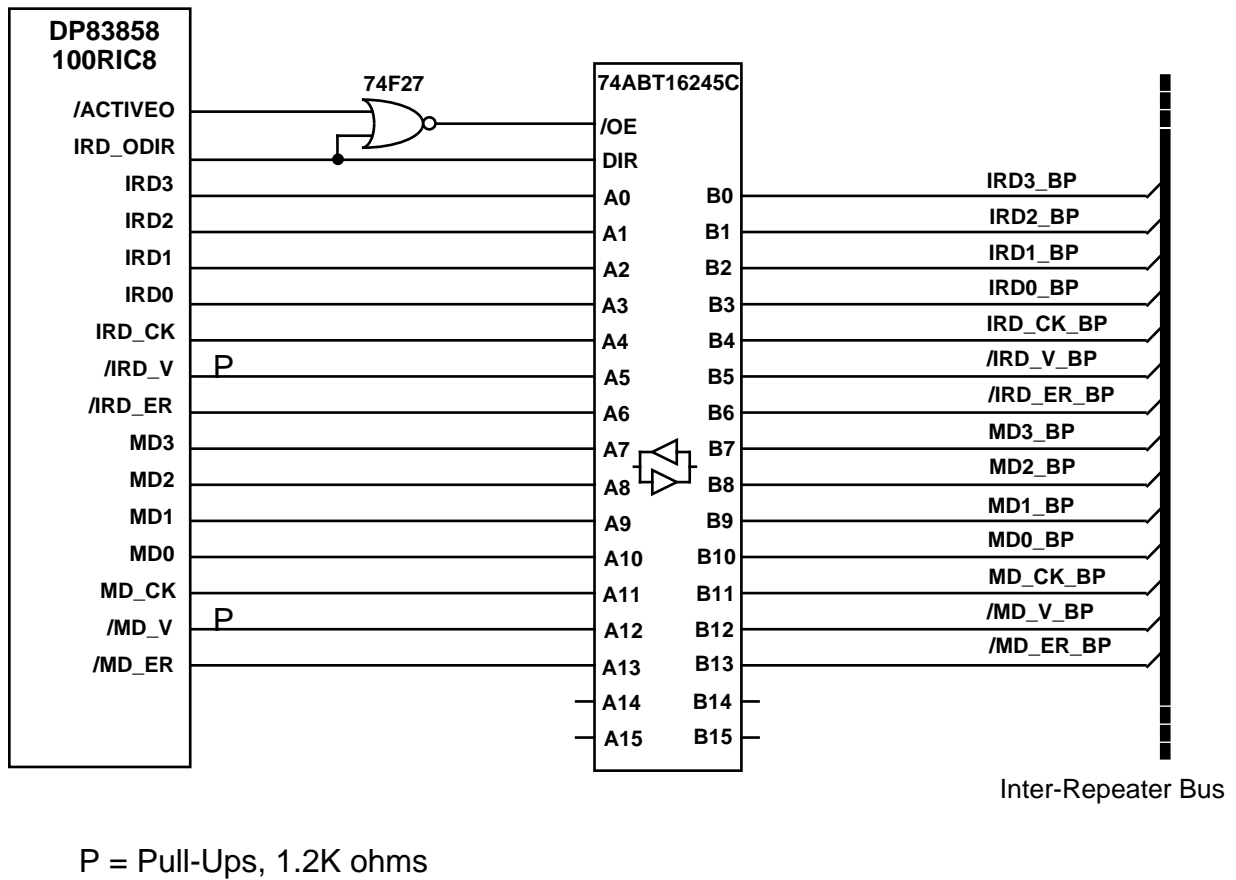 DP83858
100RIC8
74F27
74ABT16245C
/ACTIVEO
/OE
IRD_ODIR
DIR
IRD3
A0
B0
IRD3_BP
IRD2
A1
B1
IRD2_BP
IRD1
A2
B2
IRD1_BP
IRD0
A3
B3
IRD0_BP
IRD_CK
A4
B4
IRD_CK_BP
/IRD_V
P
A5
B5
/IRD_V_BP
/IRD_ER
A6
B6
/IRD_ER_BP
MD3
A7
B7
MD3_BP
MD2
A8
B8
MD2_BP
MD1
A9
B9
MD1_BP
MD0
A10
B10
MD0_BP
MD_CK
A11
B11
MD_CK_BP
/MD_V
P
A12
B12
/MD_V_BP
/MD_ER
A13
B13
/MD_ER_BP
A14
B14
A15
B15
Inter-Repeater Bus
P = Pull-Ups, 1.2K ohms